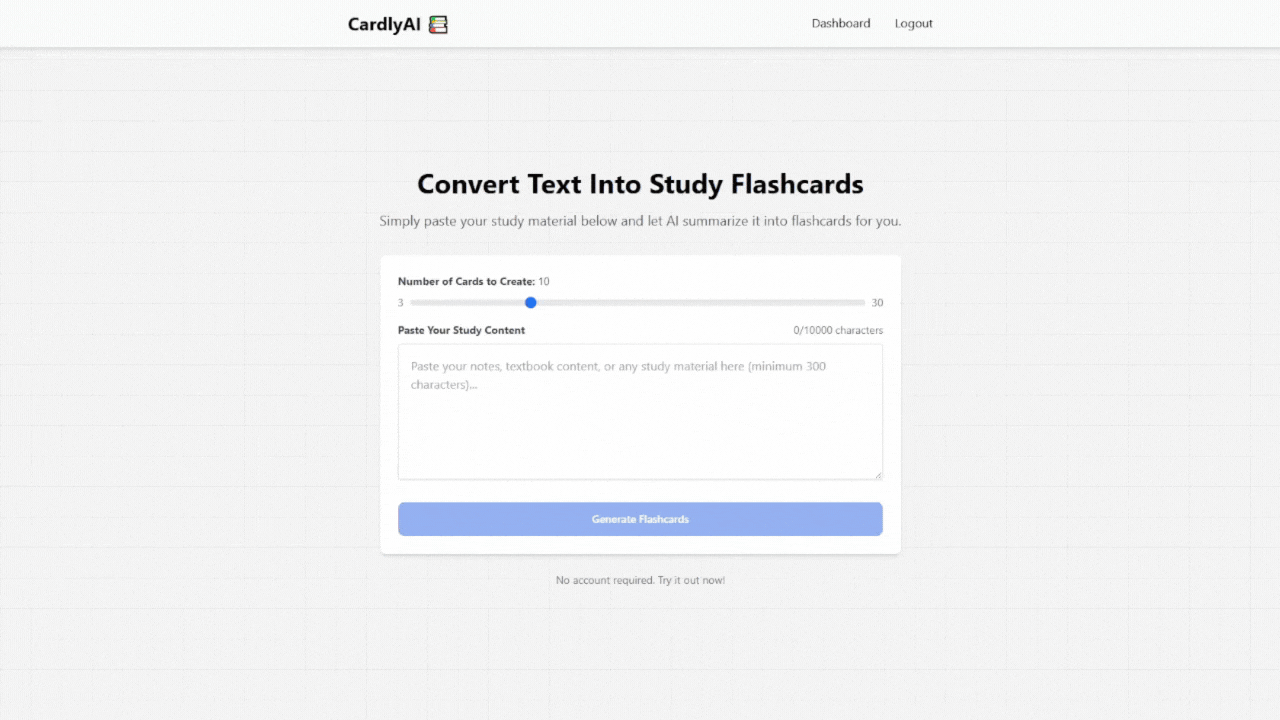 CardlyAI
Dashboard
Logout
Convert Text Into Study Flashcards
Simply paste your study material below and let AI summarize it into flashcards for you.
Number of Cards to Create: 10
3
30
Paste Your Study Content
0/10000 characters
Paste your notes, textbook content, or any study material here (minimum 300
characters)...
Generate Flashcards
No account required. Try it out now!